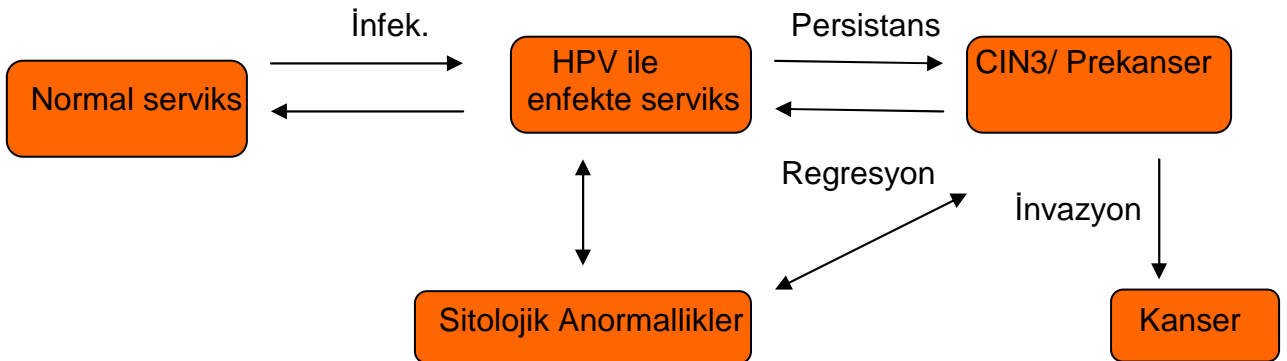 İnfek.
Persistans
Normal serviks
HPV ile
enfekte serviks
CIN3/ Prekanser
Regresyon
İnvazyon
Sitolojik Anormallikler
Kanser